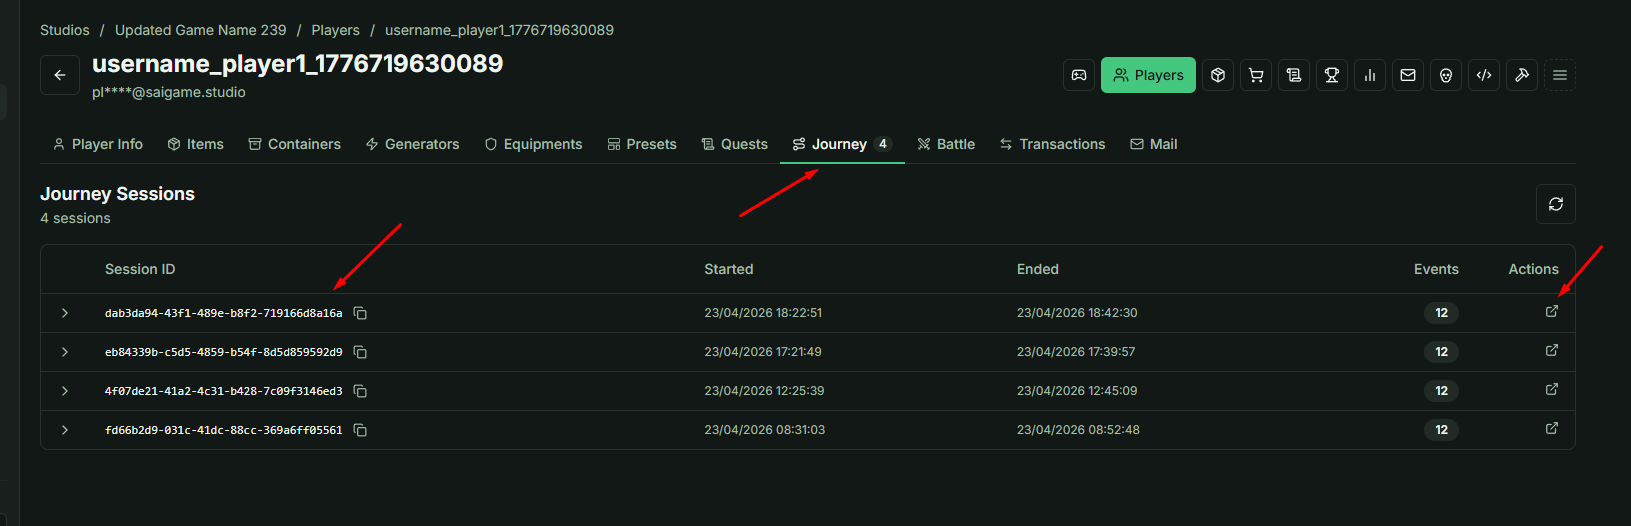 Studios / Updated Game Name 239 / Players / username_player1_1776719630089
username_player1_1776719630089
pl****@saigame.studio
Players
Player Info Items Containers Generators Equipments Presets Quests Journey 4 Battle Transactions Mail
Journey Sessions
4 sessions
Session ID Started Ended Events Actions
dab3da94-43f1-489e-b8f2-719166d8a16a 23/04/2026 18:22:51 23/04/2026 18:42:30 12
eb84339b-c5d5-4859-b54f-8d5d859592d9 23/04/2026 17:21:49 23/04/2026 17:39:57 12
4f07de21-41a2-4c31-b428-7c09f3146ed3 23/04/2026 12:25:39 23/04/2026 12:45:09 12
fd66b2d9-031c-41dc-88cc-369a6ff05561 23/04/2026 08:31:03 23/04/2026 08:52:48 12